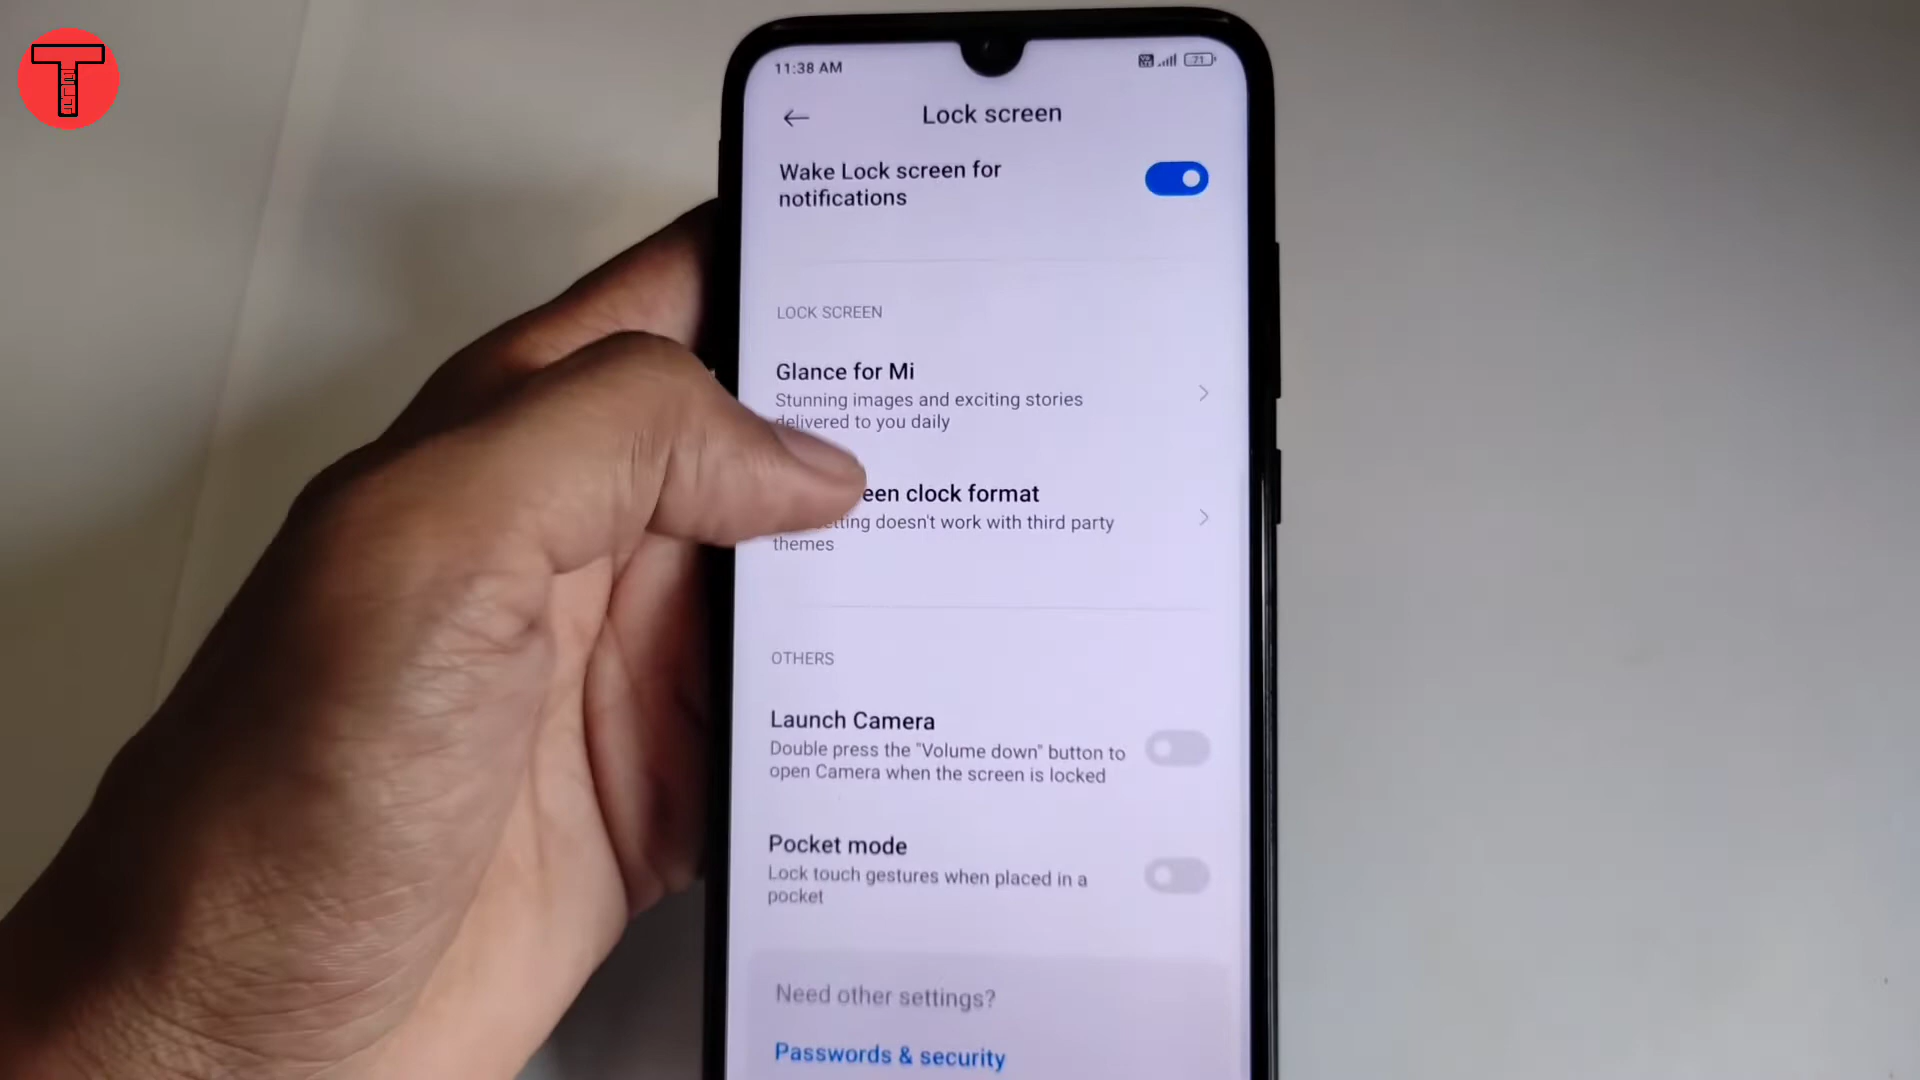 T
11:38 AM
71
Lock screen
Wake Lock screen for
notifications
LOCK SCREEN
Glance for Mi
Stunning images and exciting stories
delivered to you daily
een clock format
tting doesn't work with third party
themes
OTHERS
Launch Camera
Double press the "Volume down" button to
open Camera when the screen is locked
Pocket mode
Lock touch gestures when placed in a
pocket
Need other settings?
Passwords & security